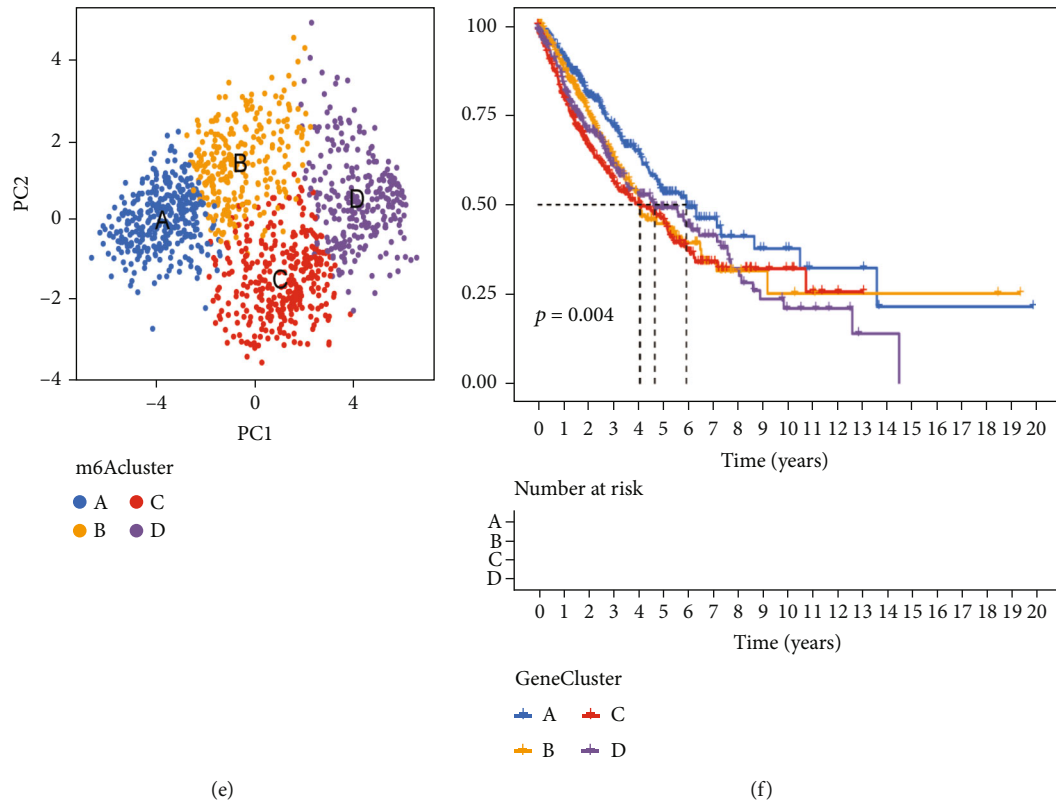 4
2
0
−2
−4
PC2
A
B
C
D
−4
0
4
PC1
m6Acluster
A
C
B
D
(e)
1.00
0.75
0.50
0.25
0.00
p = 0.004
0 1 2 3 4 5 6 7 8 9 10 11 12 13 14 15 16 17 18 19 20
Time (years)
Number at risk
A
B
C
D
0 1 2 3 4 5 6 7 8 9 10 11 12 13 14 15 16 17 18 19 20
Time (years)
GeneCluster
A
C
B
D
(f)